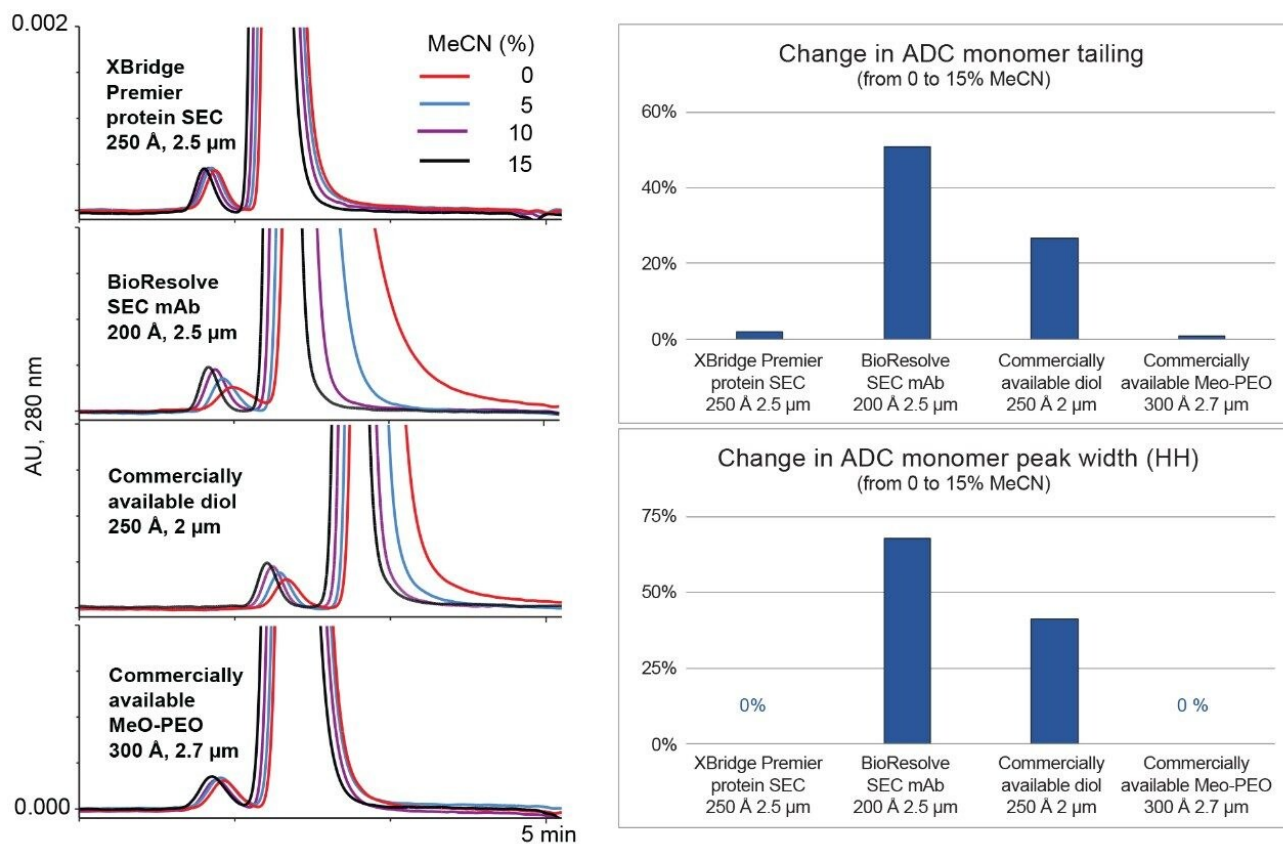 0.002
XBridge
Premier
protein SEC
250 Å, 2.5 µm
MeCN (%)
0
5
10
15
BioResolve
SEC mAb
200 Å, 2.5 µm
Commercially
available diol
250 Å, 2 µm
Commercially
available
MeO-PEO
300 Å, 2.7 µm
AU, 280 nm
0.000
5 min
Change in ADC monomer tailing
(from 0 to 15% MeCN)
60%
40%
20%
0%
XBridge Premier
protein SEC
250 Å 2.5 µm
BioResolve
SEC mAb
200 Å 2.5 µm
Commercially
available diol
250 Å 2 µm
Commercially
available Meo-PEO
300 Å 2.7 µm
Change in ADC monomer peak width (HH)
(from 0 to 15% MeCN)
75%
50%
25%
0%
0%
0 %
XBridge Premier
protein SEC
250 Å 2.5 µm
BioResolve
SEC mAb
200 Å 2.5 µm
Commercially
available diol
250 Å 2 µm
Commercially
available Meo-PEO
300 Å 2.7 µm